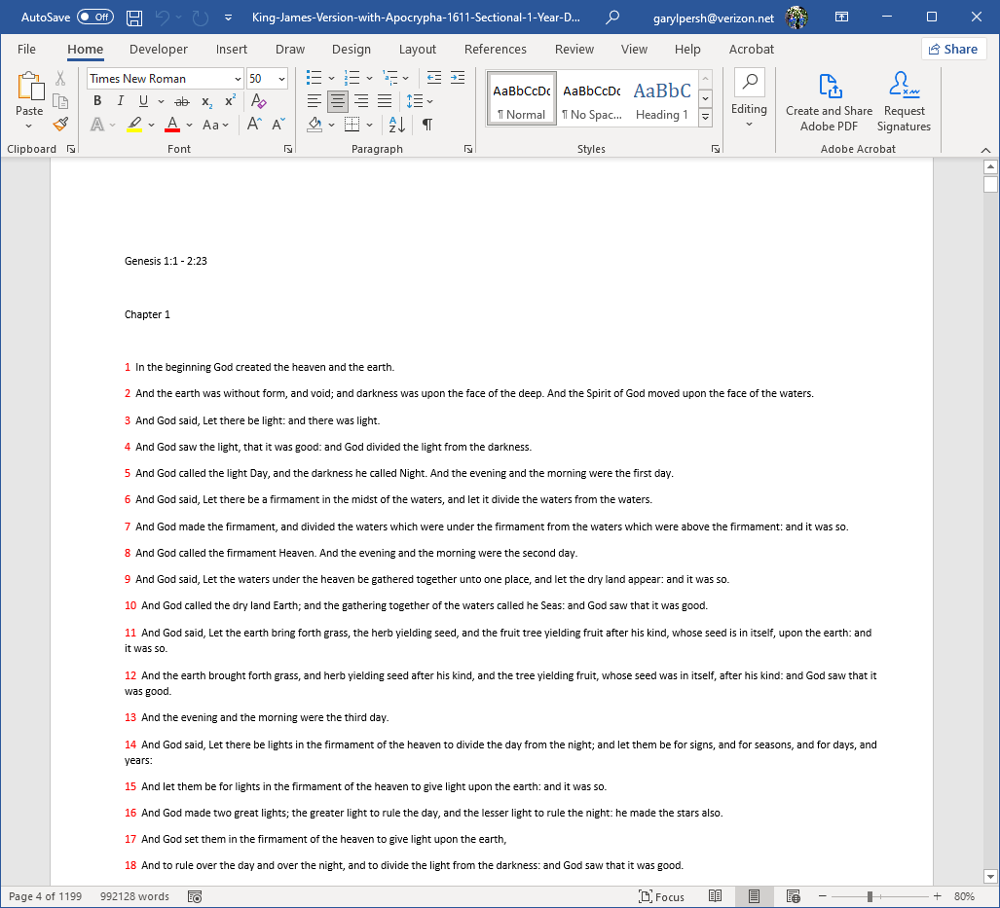 AutoSave Off King-James-Version-with-Apocrypha-1611-Sectional-1-Year-D... garylpersh@verizon.net
File Home Developer Insert Draw Design Layout References Review View Help Acrobat Share
Times New Roman 50 AaBbCcDc AaBbCcDc AaBbC
Paste B I U ab x₂ x² A Editing Create and Share Request
A A Aa A A A Z ¶ ¶ Normal ¶ No Spac... Heading 1 Adobe PDF Signatures
Clipboard Font Paragraph Styles Adobe Acrobat
Genesis 1:1 - 2:23
Chapter 1
1 In the beginning God created the heaven and the earth.
2 And the earth was without form, and void; and darkness was upon the face of the deep. And the Spirit of God moved upon the face of the waters.
3 And God said, Let there be light: and there was light.
4 And God saw the light, that it was good: and God divided the light from the darkness.
5 And God called the light Day, and the darkness he called Night. And the evening and the morning were the first day.
6 And God said, Let there be a firmament in the midst of the waters, and let it divide the waters from the waters.
7 And God made the firmament, and divided the waters which were under the firmament from the waters which were above the firmament: and it was so.
8 And God called the firmament Heaven. And the evening and the morning were the second day.
9 And God said, Let the waters under the heaven be gathered together unto one place, and let the dry land appear: and it was so.
10 And God called the dry land Earth; and the gathering together of the waters called he Seas: and God saw that it was good.
11 And God said, Let the earth bring forth grass, the herb yielding seed, and the fruit tree yielding fruit after his kind, whose seed is in itself, upon the earth: and
it was so.
12 And the earth brought forth grass, and herb yielding seed after his kind, and the tree yielding fruit, whose seed was in itself, after his kind: and God saw that it
was good.
13 And the evening and the morning were the third day.
14 And God said, Let there be lights in the firmament of the heaven to divide the day from the night; and let them be for signs, and for seasons, and for days, and
years:
15 And let them be for lights in the firmament of the heaven to give light upon the earth: and it was so.
16 And God made two great lights; the greater light to rule the day, and the lesser light to rule the night: he made the stars also.
17 And God set them in the firmament of the heaven to give light upon the earth,
18 And to rule over the day and over the night, and to divide the light from the darkness: and God saw that it was good.
Page 4 of 1199 992128 words Focus 80%